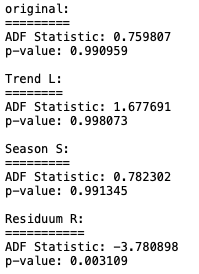 original:
=========
ADF Statistic: 0.759807
p-value: 0.990959
Trend L:
========
ADF Statistic: 1.677691
p-value: 0.998073
Season S:
=========
ADF Statistic: 0.782302
p-value: 0.991345
Residuum R:
===========
ADF Statistic: -3.780898
p-value: 0.003109